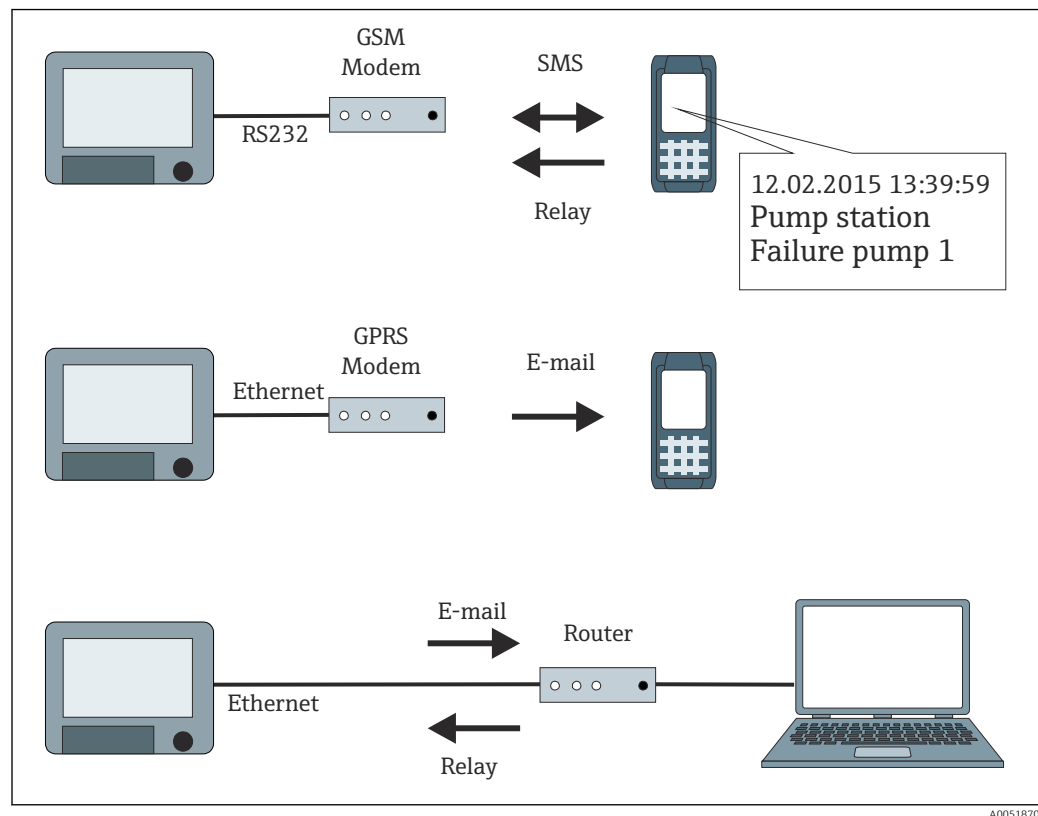 GSM
Modem
SMS
RS232
Relay
12.02.2015 13:39:59
Pump station
Failure pump 1
GPRS
Modem
E-mail
Ethernet
E-mail
Router
Ethernet
Relay
A0051870